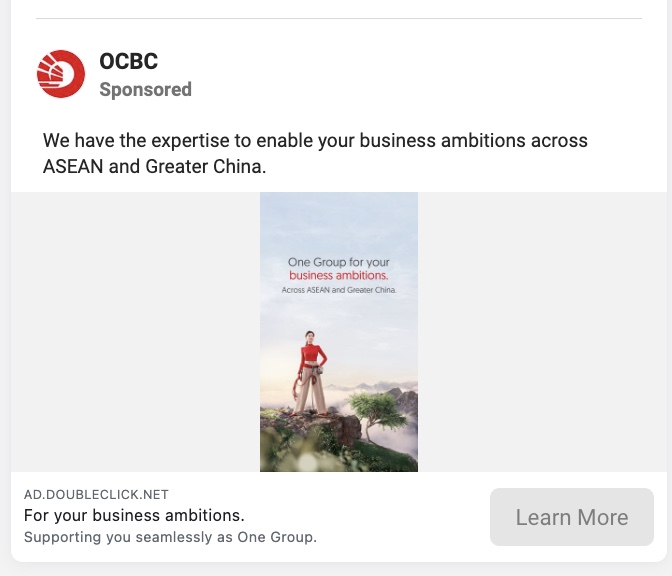 OCBC
Sponsored
We have the expertise to enable your business ambitions across
ASEAN and Greater China.
One Group for your
business ambitions.
Across ASEAN and Greater China.
AD.DOUBLECLICK.NET
For your business ambitions.
Supporting you seamlessly as One Group.
Learn More